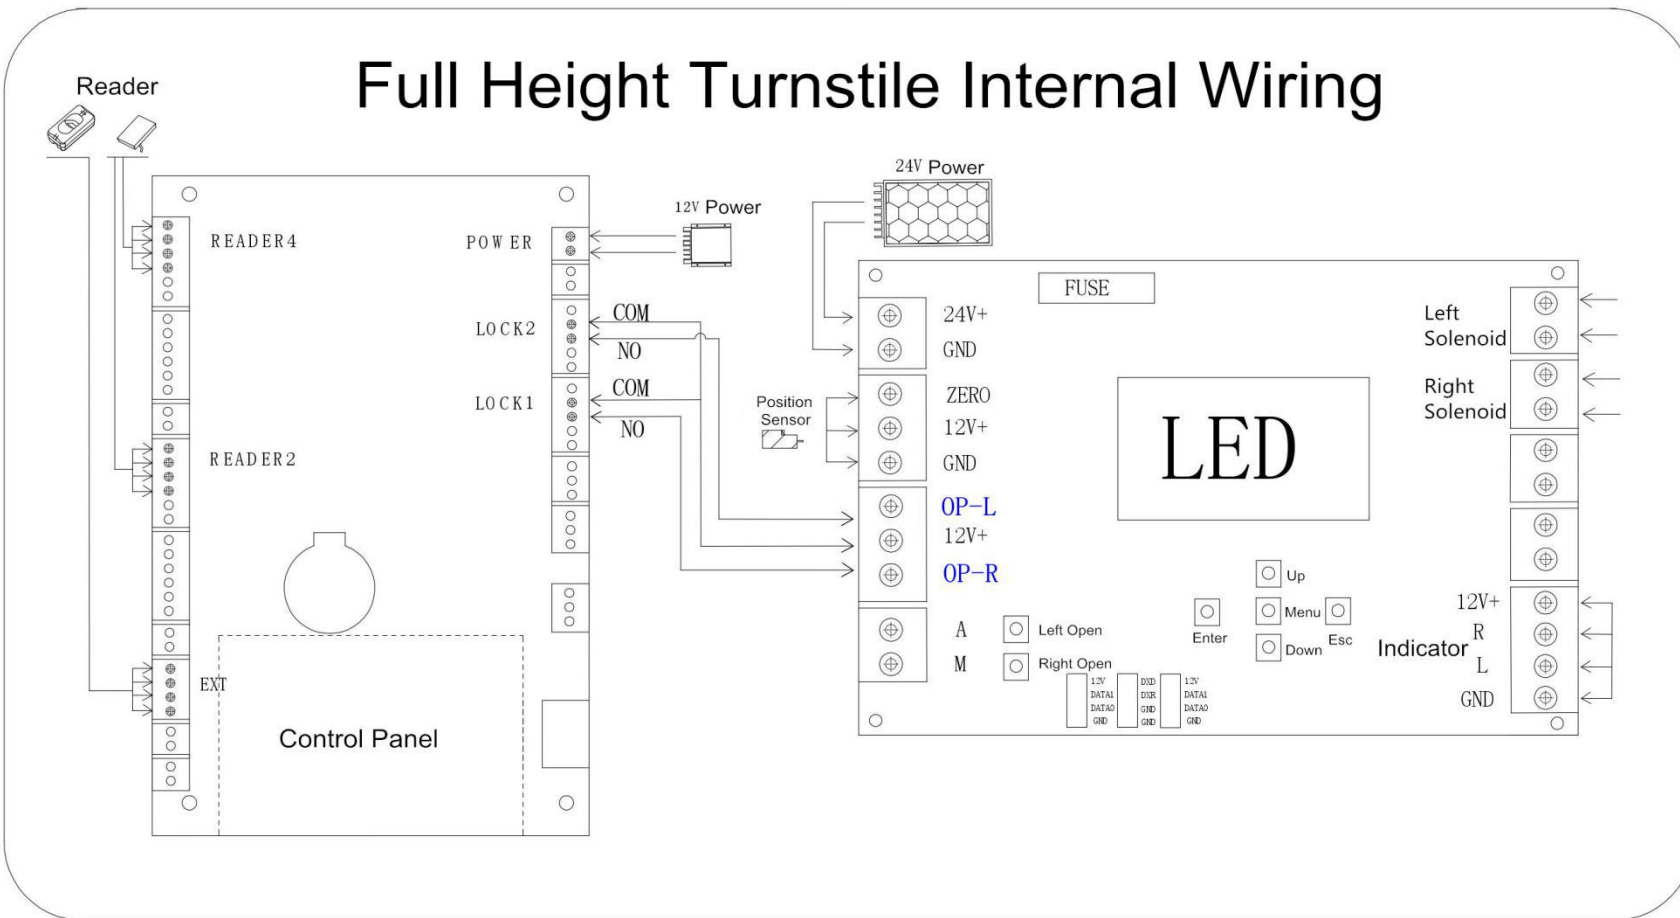 Full Height Turnstile Internal Wiring
Reader
READER4
POWER
12V Power
LOCK2
COM
NO
LOCK1
COM
NO
READER2
EXT
Control Panel
24V Power
FUSE
24V+
GND
Position
Sensor
ZERO
12V+
GND
OP-L
12V+
OP-R
A
M
Left Open
Right Open
LED
Up
Enter
Menu
Esc
Down
12V
DATA1
DATA0
GND
DXD
DXR
GND
GND
12V
DATA1
DATA0
GND
Left
Solenoid
Right
Solenoid
Indicator
12V+
R
L
GND